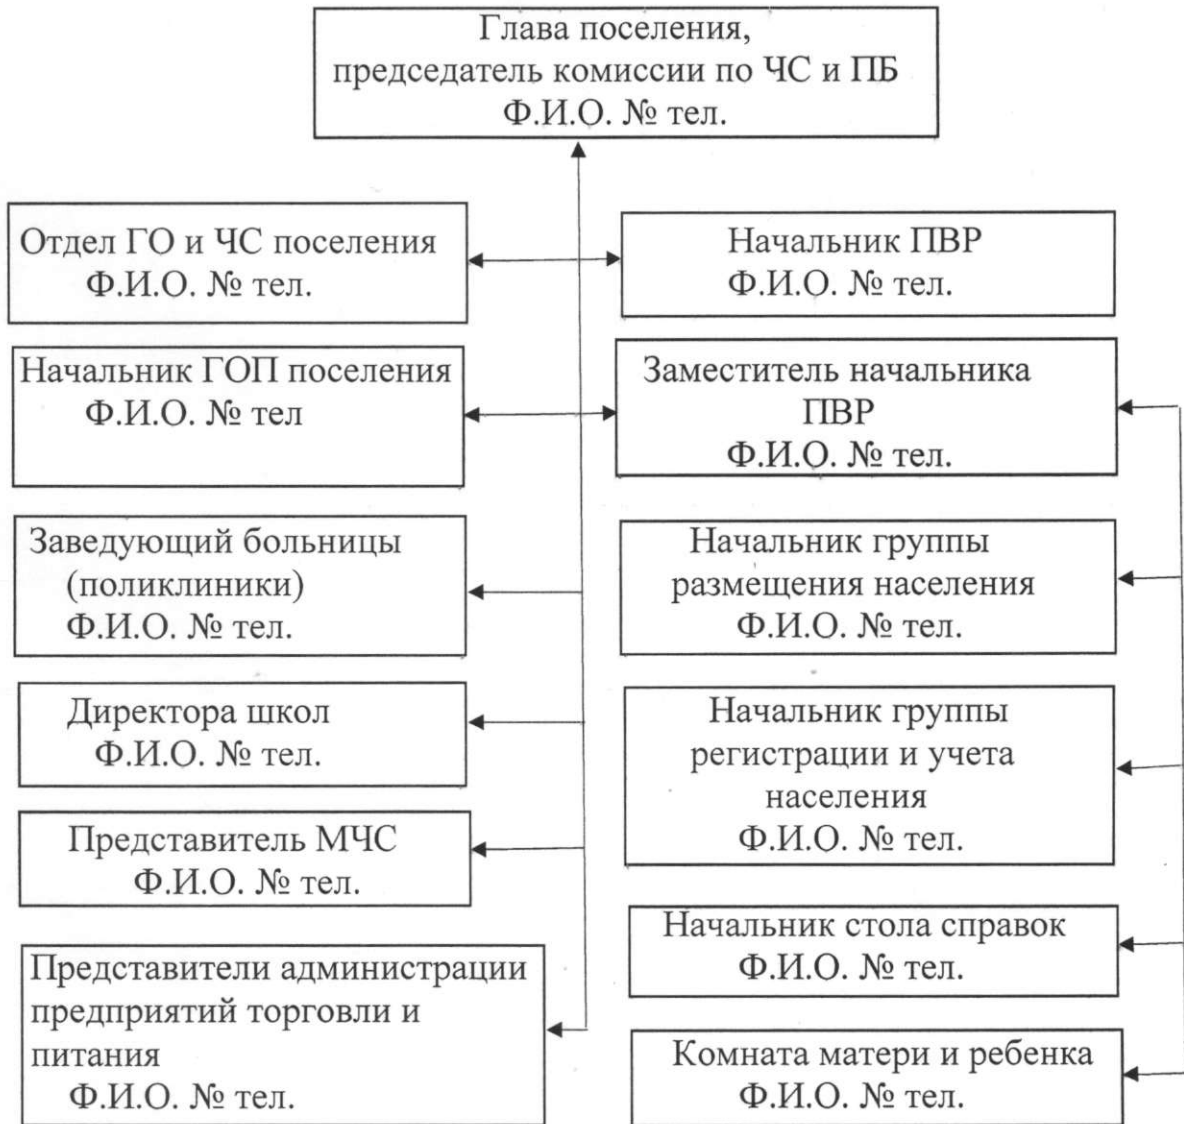 Глава поселения,
председатель комиссии по ЧС и ПБ
Ф.И.О. № тел.
Отдел ГО и ЧС поселения
Ф.И.О. № тел.
Начальник ПВР
Ф.И.О. № тел.
Начальник ГОП поселения
Ф.И.О. № тел
Заместитель начальника
ПВР
Ф.И.О. № тел.
Заведующий больницы
(поликлиники)
Ф.И.О. № тел.
Начальник группы
размещения населения
Ф.И.О. № тел.
Директора школ
Ф.И.О. № тел.
Начальник группы
регистрации и учета
населения
Ф.И.О. № тел.
Представитель МЧС
Ф.И.О. № тел.
Начальник стола справок
Ф.И.О. № тел.
Представители администрации
предприятий торговли и
питания
Ф.И.О. № тел.
Комната матери и ребенка
Ф.И.О. № тел.